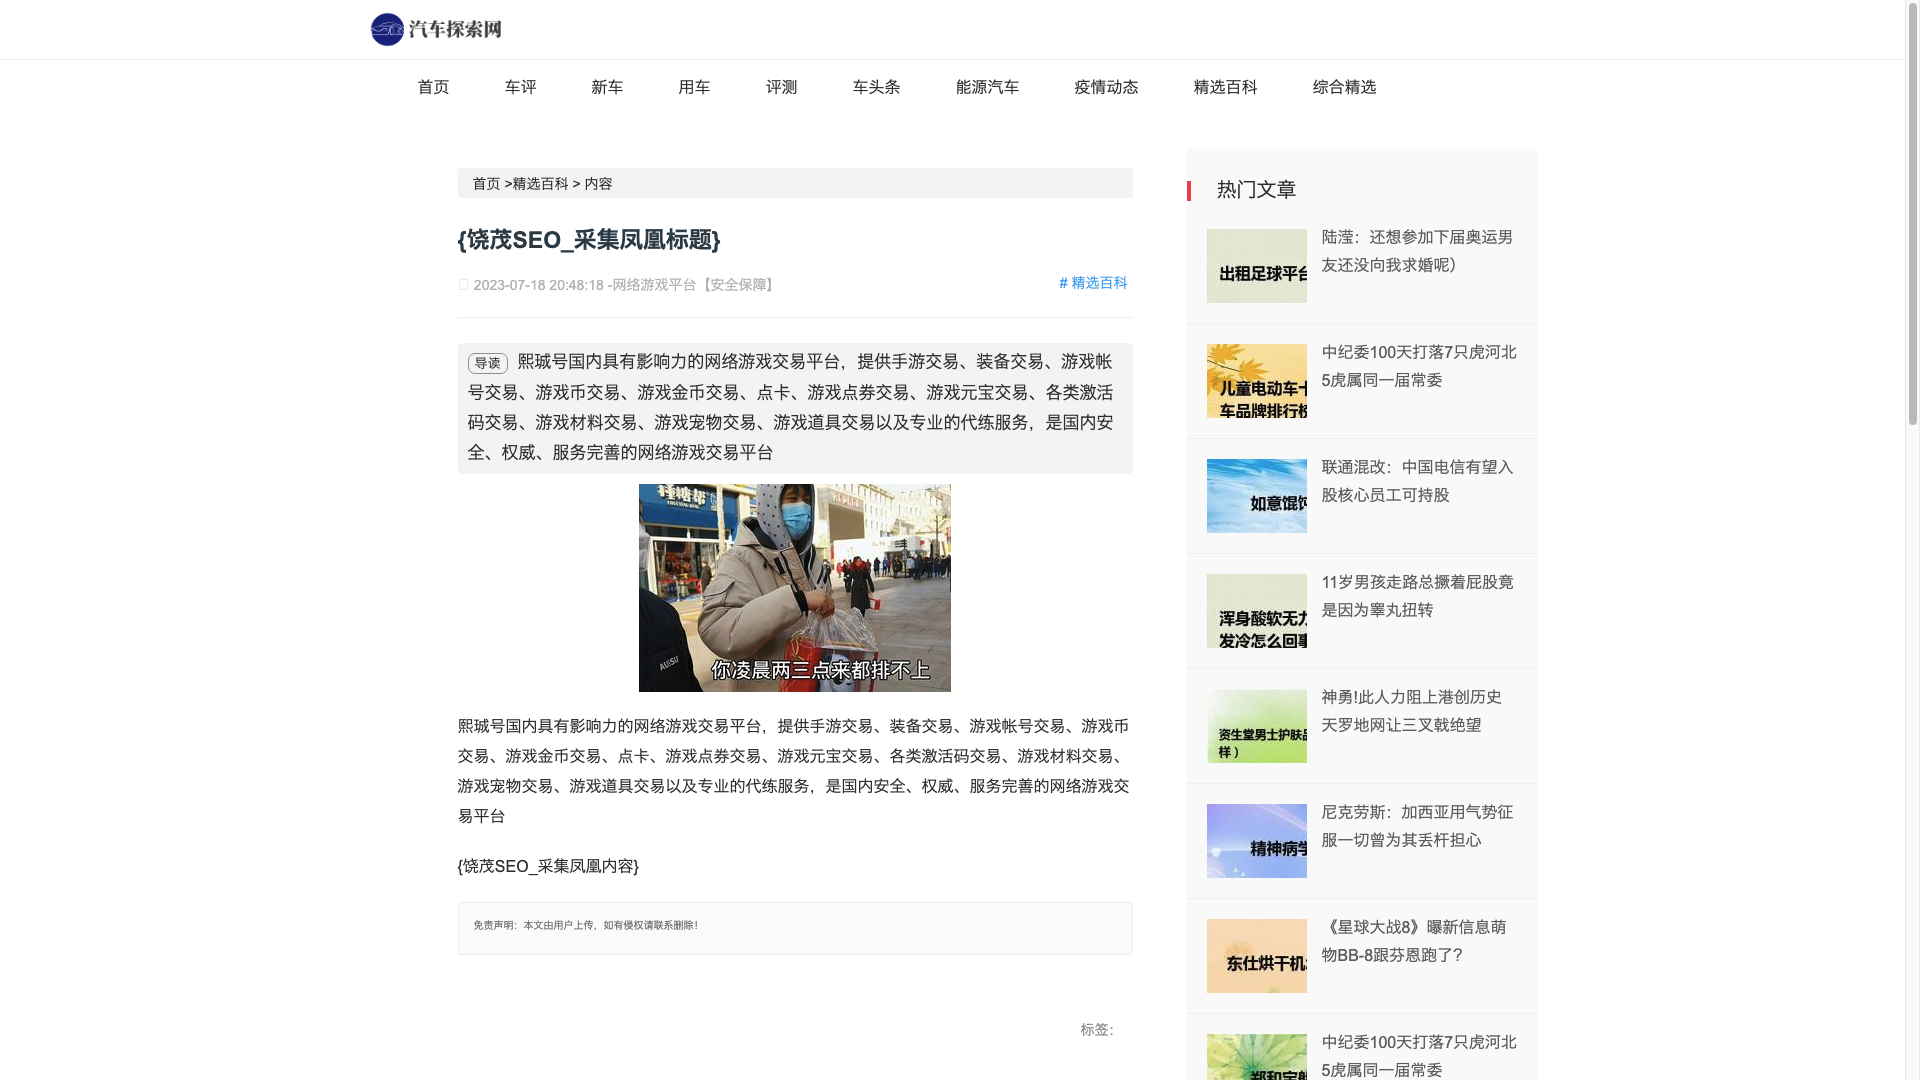 汽车探索网
首页 车评 新车 用车 评测 车头条 能源汽车 疫情动态 精选百科 综合精选
首页 >精选百科 > 内容
{饶茂SEO_采集凤凰标题}
2023-07-18 20:48:18 -网络游戏平台【安全保障】
# 精选百科
导读 熙珹号国内具有影响力的网络游戏交易平台，提供手游交易、装备交易、游戏帐
号交易、游戏币交易、游戏金币交易、点卡、游戏点券交易、游戏元宝交易、各类激活
码交易、游戏材料交易、游戏宠物交易、游戏道具交易以及专业的代练服务，是国内安
全、权威、服务完善的网络游戏交易平台
AUSU
你凌晨两三点来都排不上
熙珹号国内具有影响力的网络游戏交易平台，提供手游交易、装备交易、游戏帐号交易、游戏币
交易、游戏金币交易、点卡、游戏点券交易、游戏元宝交易、各类激活码交易、游戏材料交易、
游戏宠物交易、游戏道具交易以及专业的代练服务，是国内安全、权威、服务完善的网络游戏交
易平台
{饶茂SEO_采集凤凰内容}
免责声明：本文由用户上传，如有侵权请联系删除！
标签：
热门文章
出租足球平台
陆滢：还想参加下届奥运男
友还没向我求婚呢）
儿童电动车卡
车品牌排行榜
中纪委100天打落7只虎河北
5虎属同一届常委
如意馄饨
联通混改：中国电信有望入
股核心员工可持股
浑身酸软无力
发冷怎么回事
11岁男孩走路总撅着屁股竟
是因为睾丸扭转
资生堂男士护肤品
样）
神勇!此人力阻上港创历史
天罗地网让三叉戟绝望
精神病学
尼克劳斯：加西亚用气势征
服一切曾为其丢杆担心
东仕烘干机
《星球大战8》曝新信息萌
物BB-8跟芬恩跑了？
郑和宝船
中纪委100天打落7只虎河北
5虎属同一届常委